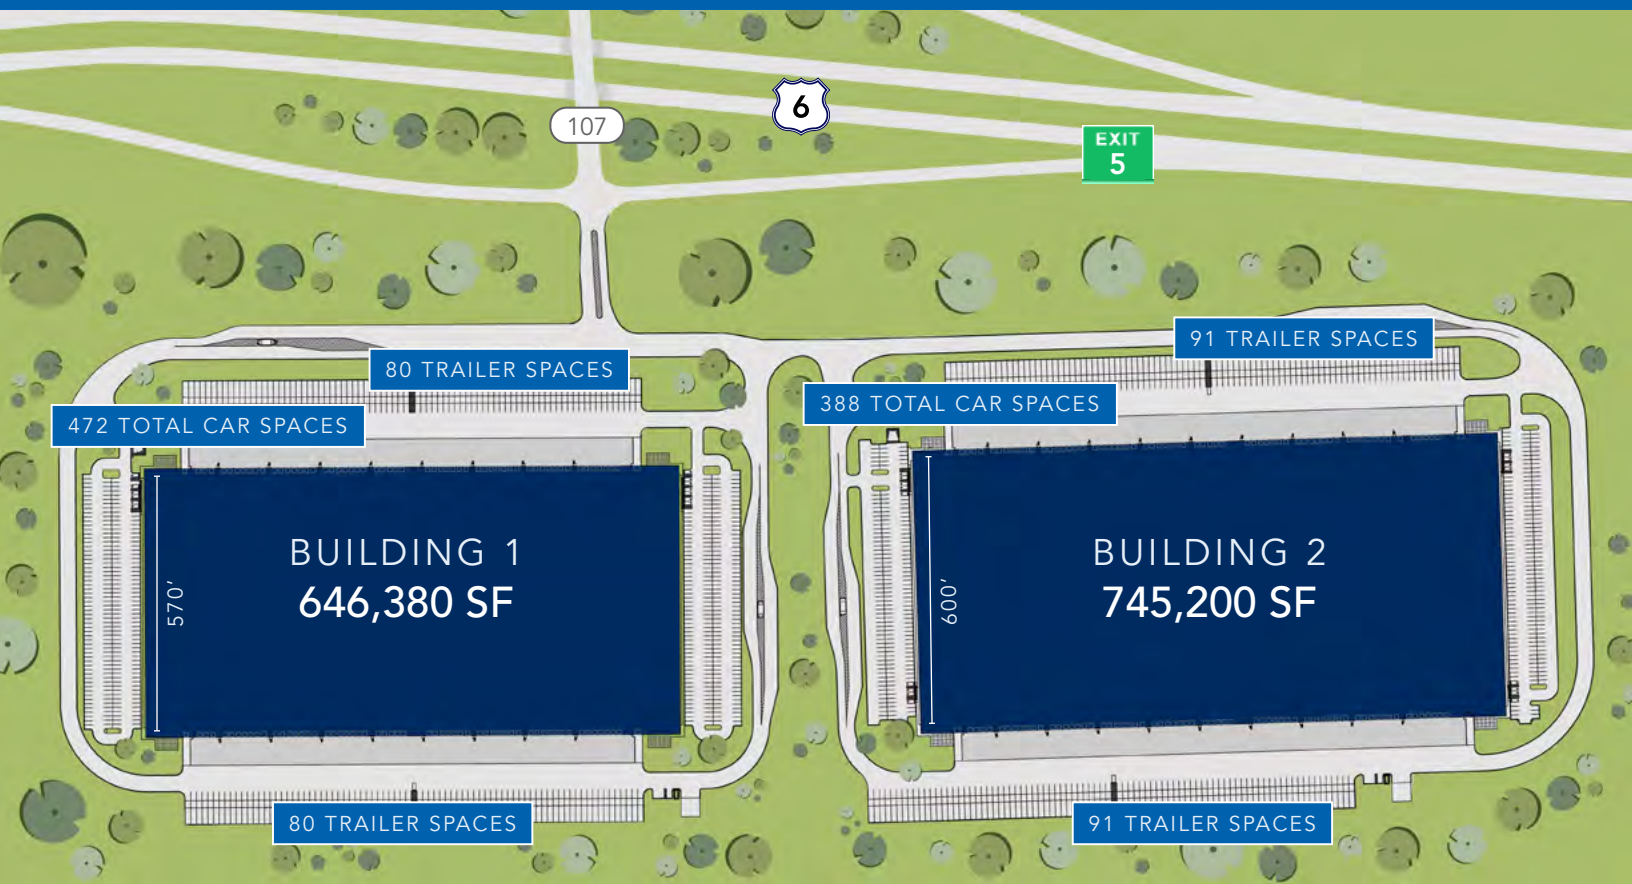 6
107
EXIT
5
91 TRAILER SPACES
80 TRAILER SPACES
388 TOTAL CAR SPACES
472 TOTAL CAR SPACES
BUILDING 1
646,380 SF
570'
BUILDING 2
745,200 SF
600'
80 TRAILER SPACES
91 TRAILER SPACES